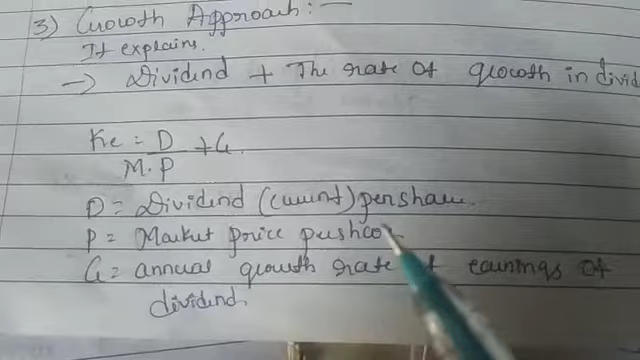 3) Growth Approach:-
It explains.
→ Dividend + The rate of growth in divid
Ke = D + G
M.P
D = Dividend (current) per share.
P = Market price per
G = annual growth rate of earnings of
dividend.